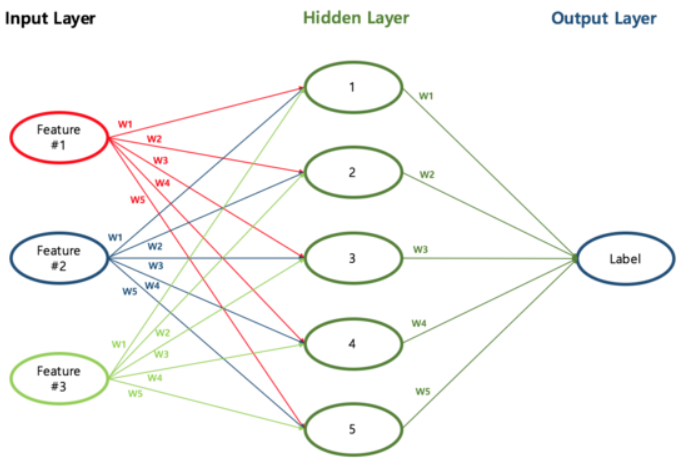 Input Layer
Hidden Layer
Output Layer
Feature
#1
W1
W2
W3
W4
W5
Feature
#2
W1
W2
W3
W4
W5
Feature
#3
W1
W2
W3
W4
W5
1
2
3
4
5
W1
W2
W3
W4
W5
Label